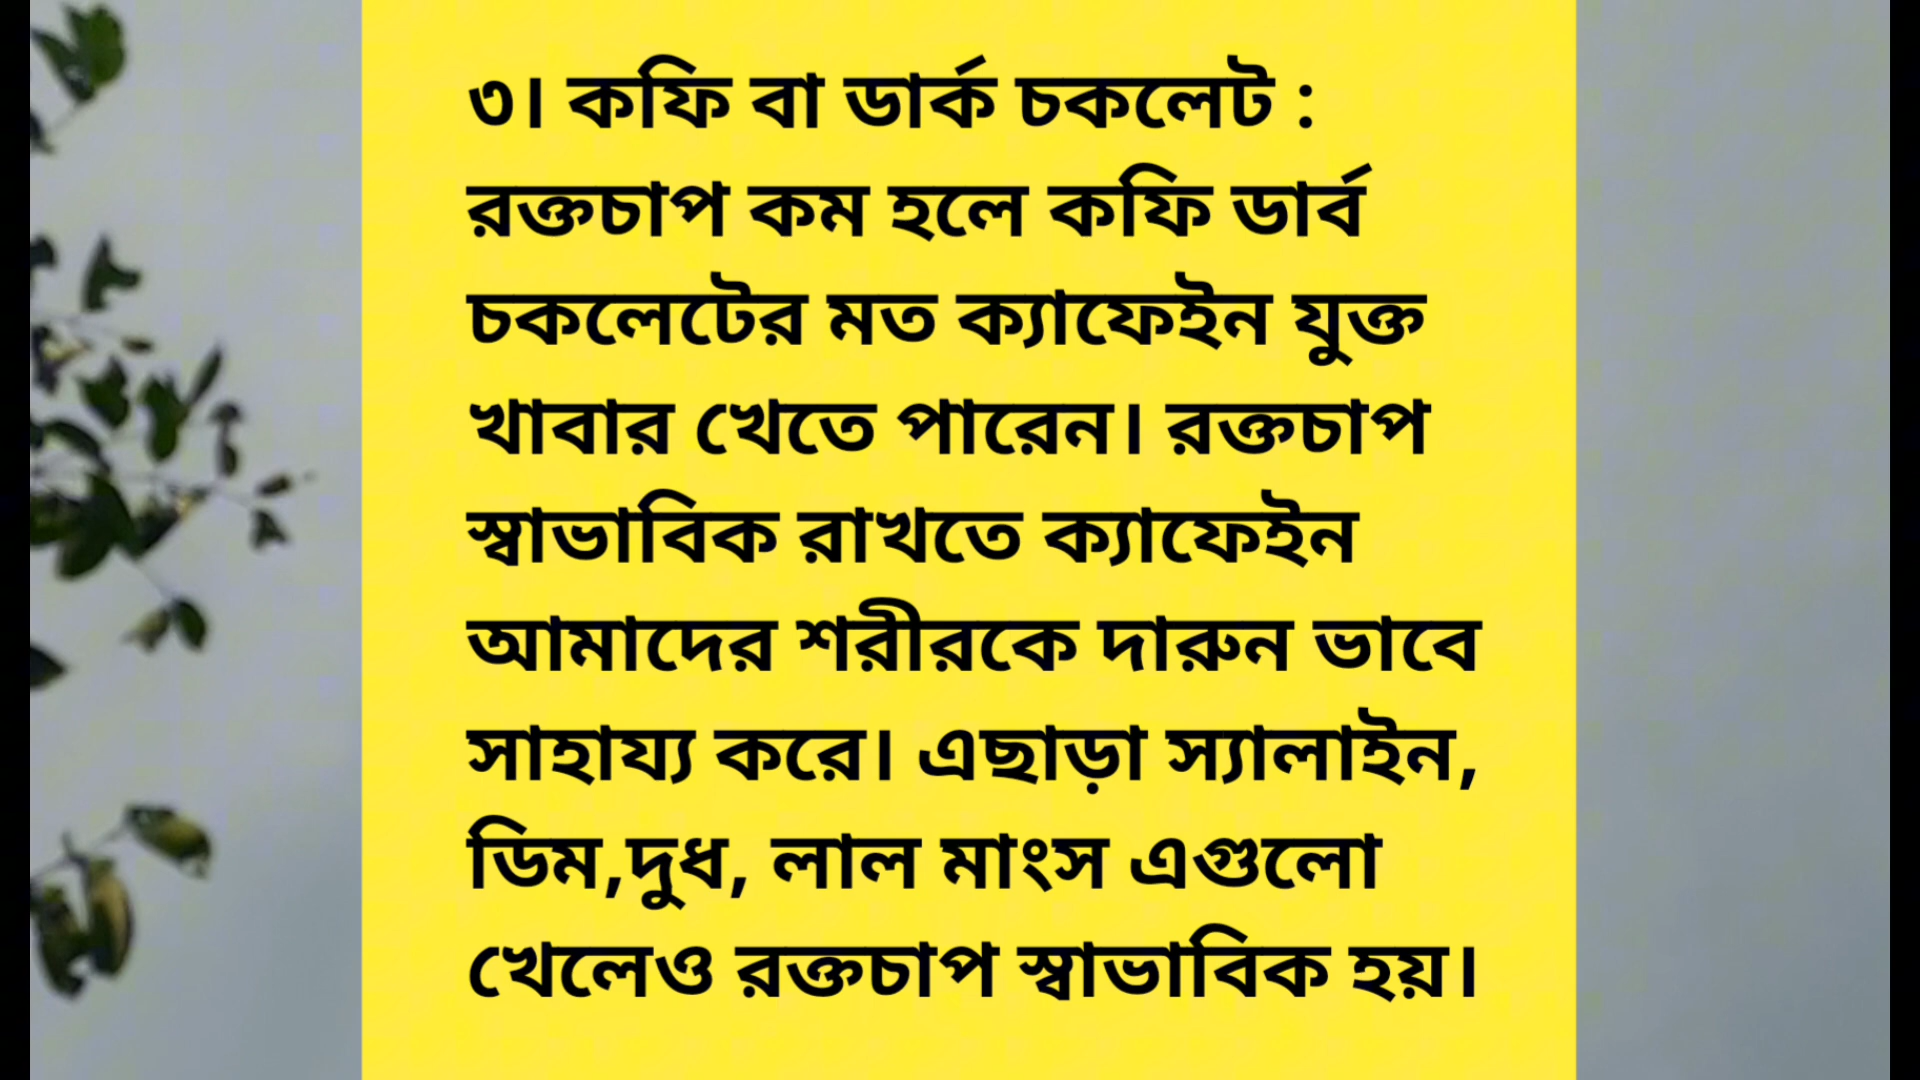 ৩। কফি বা ডার্ক চকলেট :
রক্তচাপ কম হলে কফি ডার্ব
চকলেটের মত ক্যাফেইন যুক্ত
খাবার খেতে পারেন। রক্তচাপ
স্বাভাবিক রাখতে ক্যাফেইন
আমাদের শরীরকে দারুন ভাবে
সাহায্য করে। এছাড়া স্যালাইন,
ডিম,দুধ, লাল মাংস এগুলো
খেলেও রক্তচাপ স্বাভাবিক হয়।